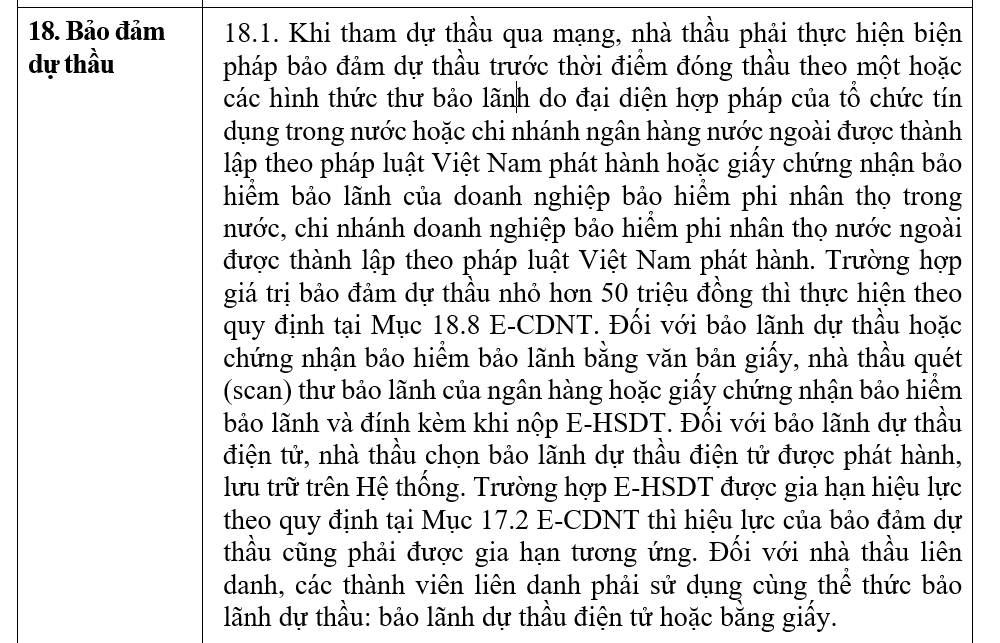 18. Bảo đảm
dự thầu
18.1. Khi tham dự thầu qua mạng, nhà thầu phải thực hiện biện
pháp bảo đảm dự thầu trước thời điểm đóng thầu theo một hoặc
các hình thức thư bảo lãnh do đại diện hợp pháp của tổ chức tín
dụng trong nước hoặc chi nhánh ngân hàng nước ngoài được thành
lập theo pháp luật Việt Nam phát hành hoặc giấy chứng nhận bảo
hiểm bảo lãnh của doanh nghiệp bảo hiểm phi nhân thọ trong
nước, chi nhánh doanh nghiệp bảo hiểm phi nhân thọ nước ngoài
được thành lập theo pháp luật Việt Nam phát hành. Trường hợp
giá trị bảo đảm dự thầu nhỏ hơn 50 triệu đồng thì thực hiện theo
quy định tại Mục 18.8 E-CDNT. Đối với bảo lãnh dự thầu hoặc
chứng nhận bảo hiểm bảo lãnh bằng văn bản giấy, nhà thầu quét
(scan) thư bảo lãnh của ngân hàng hoặc giấy chứng nhận bảo hiểm
bảo lãnh và đính kèm khi nộp E-HSDT. Đối với bảo lãnh dự thầu
điện tử, nhà thầu chọn bảo lãnh dự thầu điện tử được phát hành,
lưu trữ trên Hệ thống. Trường hợp E-HSDT được gia hạn hiệu lực
theo quy định tại Mục 17.2 E-CDNT thì hiệu lực của bảo đảm dự
thầu cũng phải được gia hạn tương ứng. Đối với nhà thầu liên
danh, các thành viên liên danh phải sử dụng cùng thể thức bảo
lãnh dự thầu: bảo lãnh dự thầu điện tử hoặc bằng giấy.